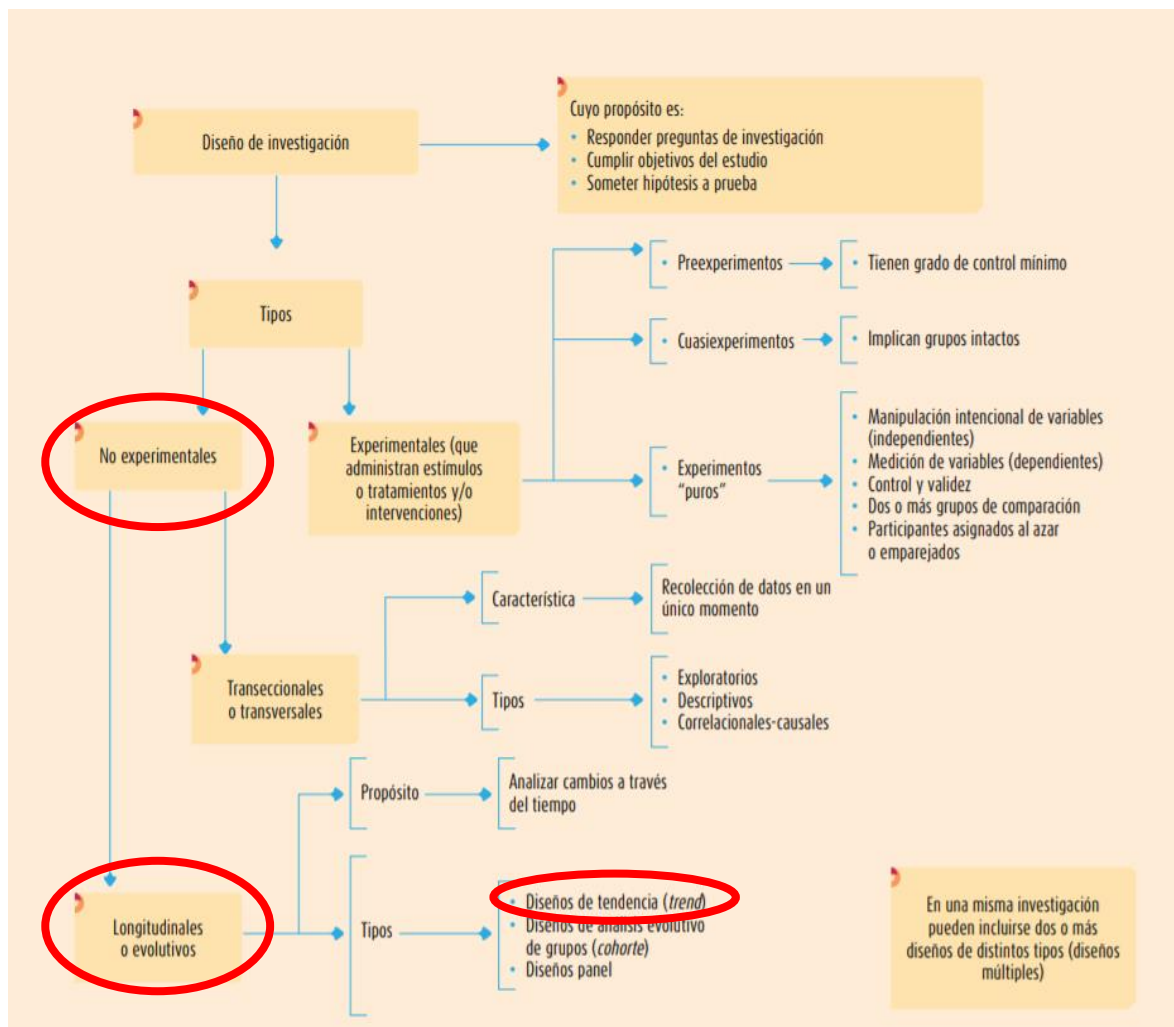 Diseño de investigación
Cuyo propósito es:
• Responder preguntas de investigación
• Cumplir objetivos del estudio
• Someter hipótesis a prueba
Tipos
• Preexperimentos
• Tienen grado de control mínimo
• Cuasiexperimentos
• Implican grupos intactos
No experimentales
Experimentales (que
administran estímulos
o tratamientos y/o
intervenciones)
• Experimentos
“puros”
• Manipulación intencional de variables
(independientes)
• Medición de variables (dependientes)
• Control y validez
• Dos o más grupos de comparación
• Participantes asignados al azar
o emparejados
Transeccionales
o transversales
Característica
Recolección de datos en un
único momento
Tipos
• Exploratorios
• Descriptivos
• Correlacionales-causales
Longitudinales
o evolutivos
Propósito
Analizar cambios a través
del tiempo
Tipos
• Diseños de tendencia (trend)
• Diseños de análisis evolutivo
de grupos (cohorte)
• Diseños panel
En una misma investigación
pueden incluirse dos o más
diseños de distintos tipos (diseños
múltiples)